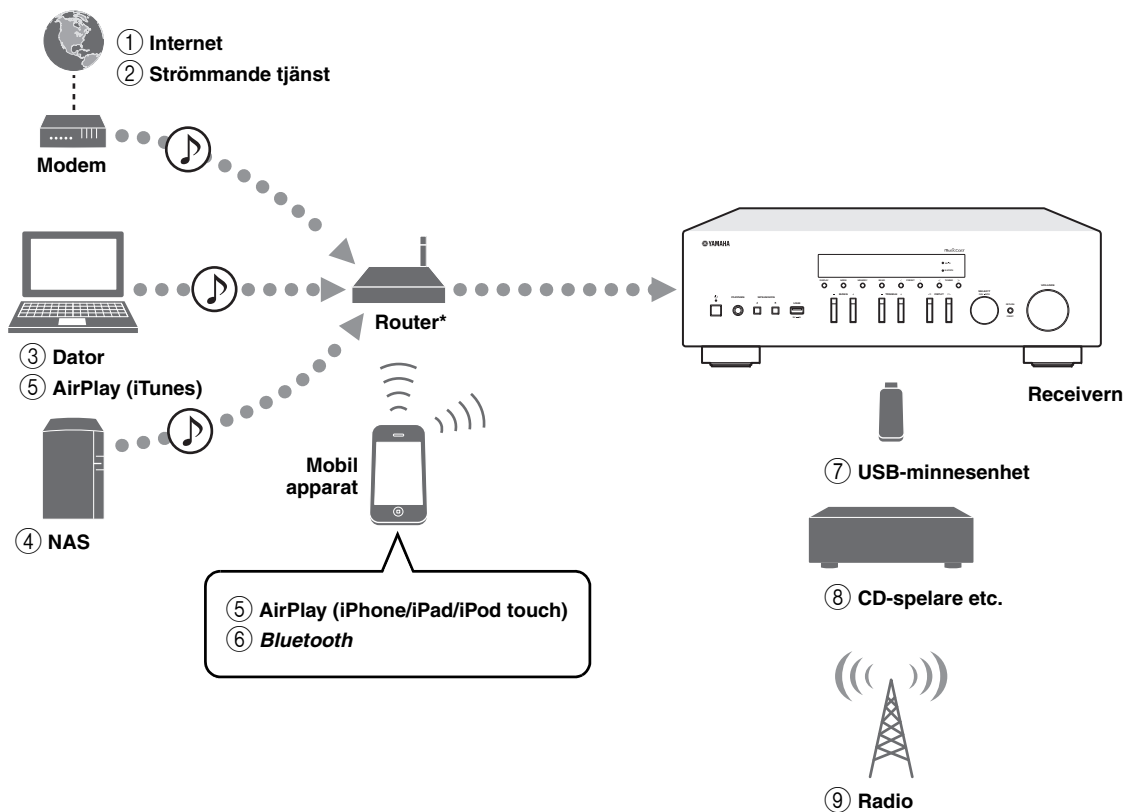 ① Internet
② Strömmande tjänst
Modem
YAMAHA
Router*
③ Dator
⑤ AirPlay (iTunes)
Receivern
Mobil
apparat
⑦ USB-minnesenhet
④ NAS
⑤ AirPlay (iPhone/iPad/iPod touch)
⑥ Bluetooth
⑧ CD-spelare etc.
⑨ Radio